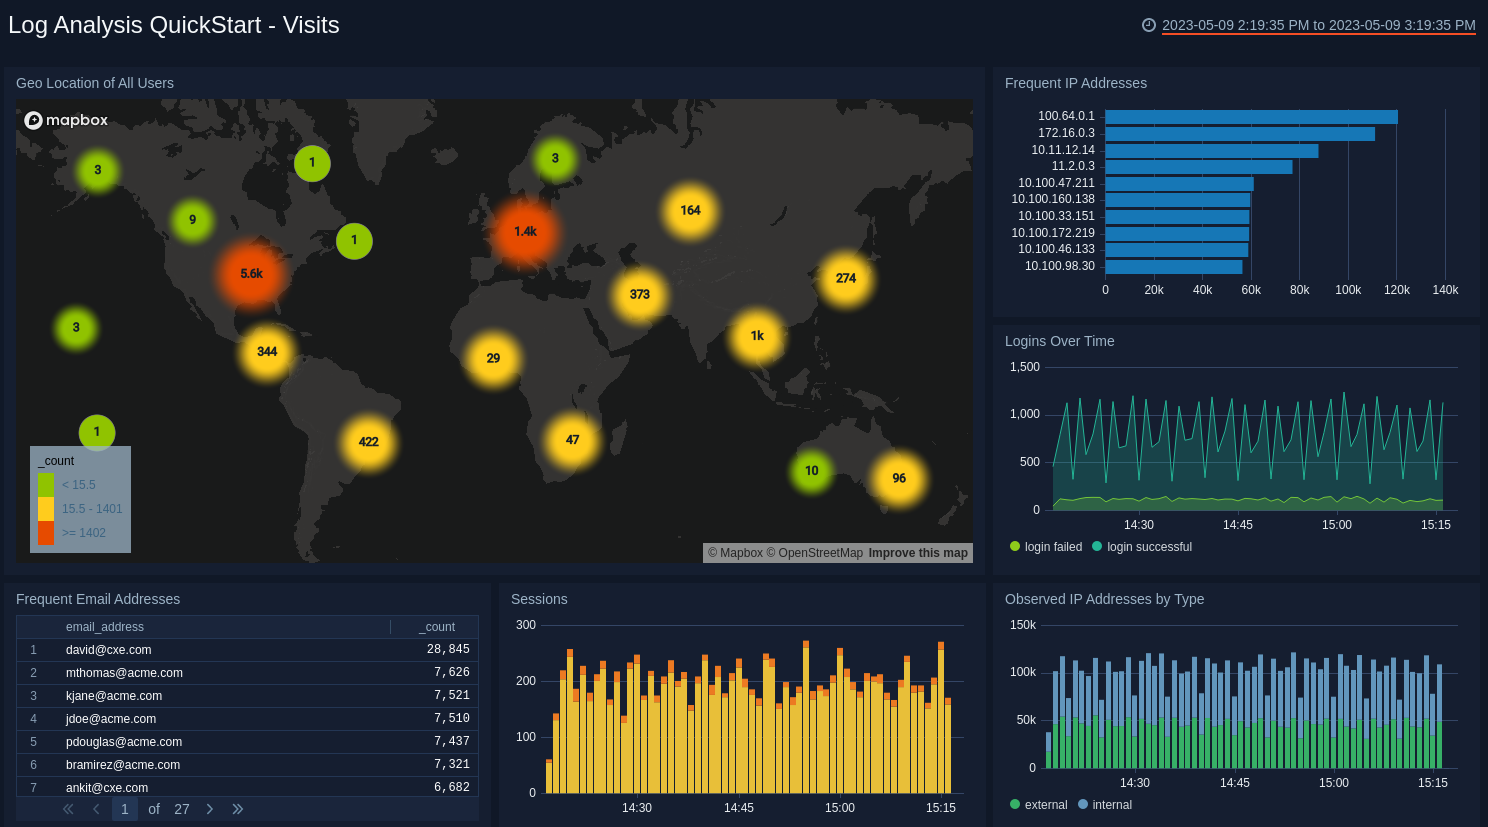 Log Analysis QuickStart - Visits
2023-05-09 2:19:35 PM to 2023-05-09 3:19:35 PM
Geo Location of All Users
mapbox
3
1
3
9
164
1
1.4k
5.6k
274
373
3
1k
344
29
1
422
47
10
96
_count
< 15.5
15.5 - 1401
>= 1402
© Mapbox © OpenStreetMap Improve this map
Frequent IP Addresses
100.64.0.1
172.16.0.3
10.11.12.14
11.2.0.3
10.100.47.211
10.100.160.138
10.100.33.151
10.100.172.219
10.100.46.133
10.100.98.30
0 20k 40k 60k 80k 100k 120k 140k
Logins Over Time
1,500
1,000
500
0
14:30 14:45 15:00 15:15
login failed login successful
Frequent Email Addresses
email_address _count
1 david@cxe.com 28,845
2 mthomas@acme.com 7,626
3 kjane@acme.com 7,521
4 jdoe@acme.com 7,510
5 pdouglas@acme.com 7,437
6 bramirez@acme.com 7,321
7 ankit@cxe.com 6,682
1 of 27
Sessions
300
200
100
0
14:30 14:45 15:00 15:15
Observed IP Addresses by Type
150k
100k
50k
0
14:30 14:45 15:00 15:15
external internal